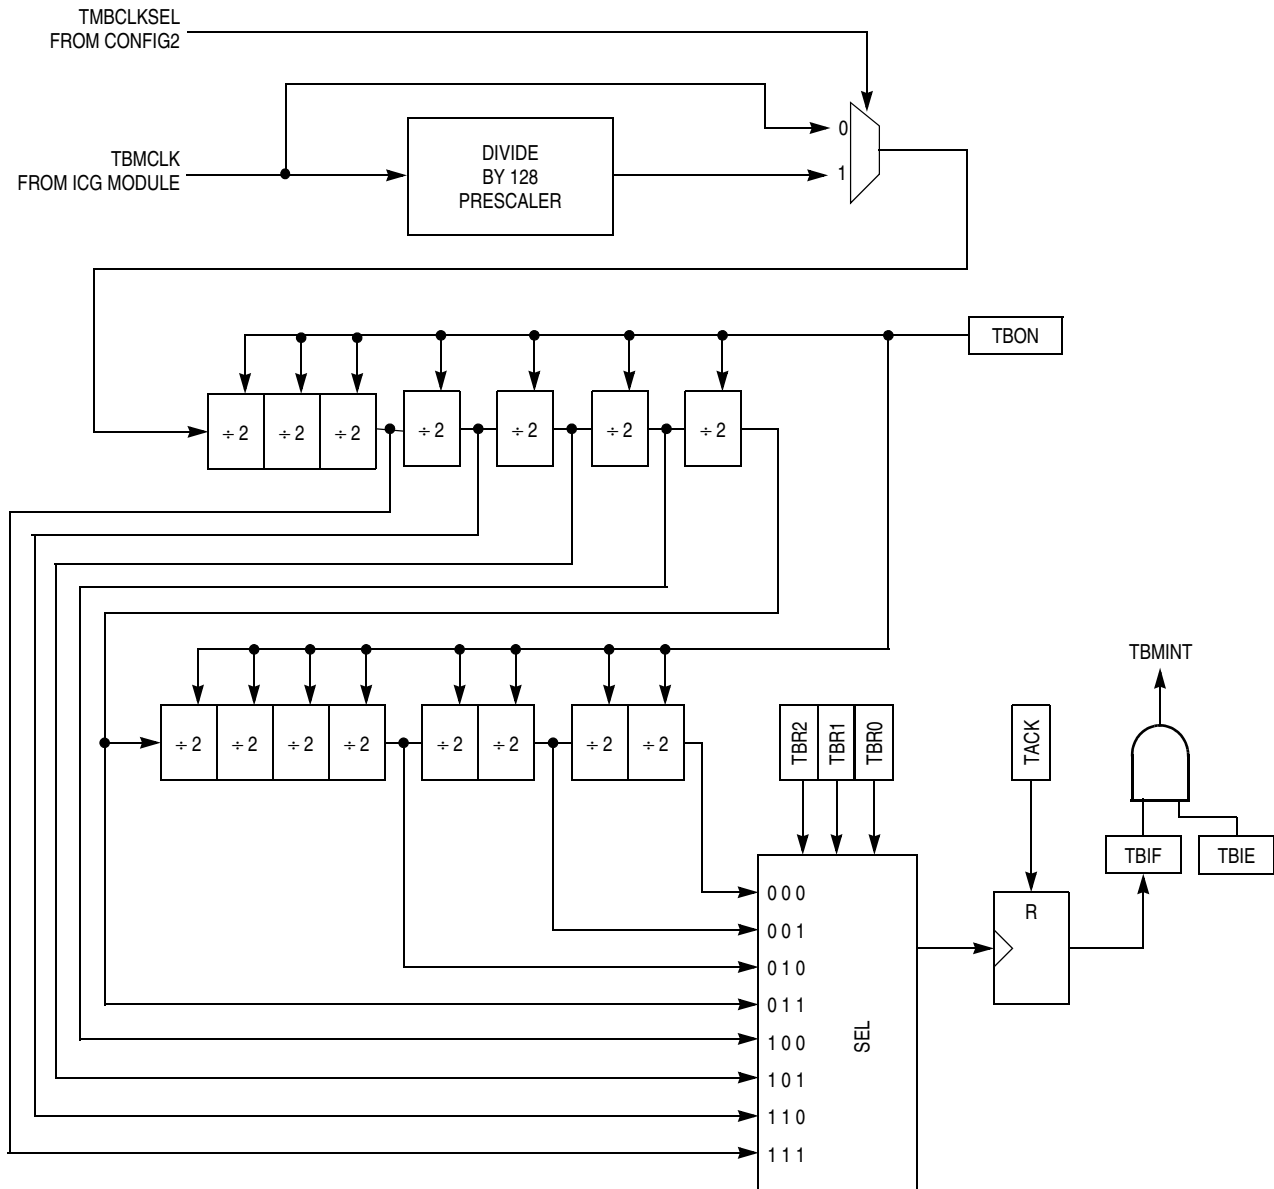 TMBCLKSEL
FROM CONFIG2
TBMCLK
FROM ICG MODULE
DIVIDE
BY 128
PRESCALER
0
1
TBON
÷ 2 ÷ 2 ÷ 2 ÷ 2 ÷ 2 ÷ 2 ÷ 2
TBMINT
÷ 2 ÷ 2 ÷ 2 ÷ 2 ÷ 2 ÷ 2 ÷ 2 ÷ 2
TBR2
TBR1
TBR0
TACK
TBIF
TBIE
R
0 0 0
0 0 1
0 1 0
0 1 1
1 0 0
1 0 1
1 1 0
1 1 1
SEL